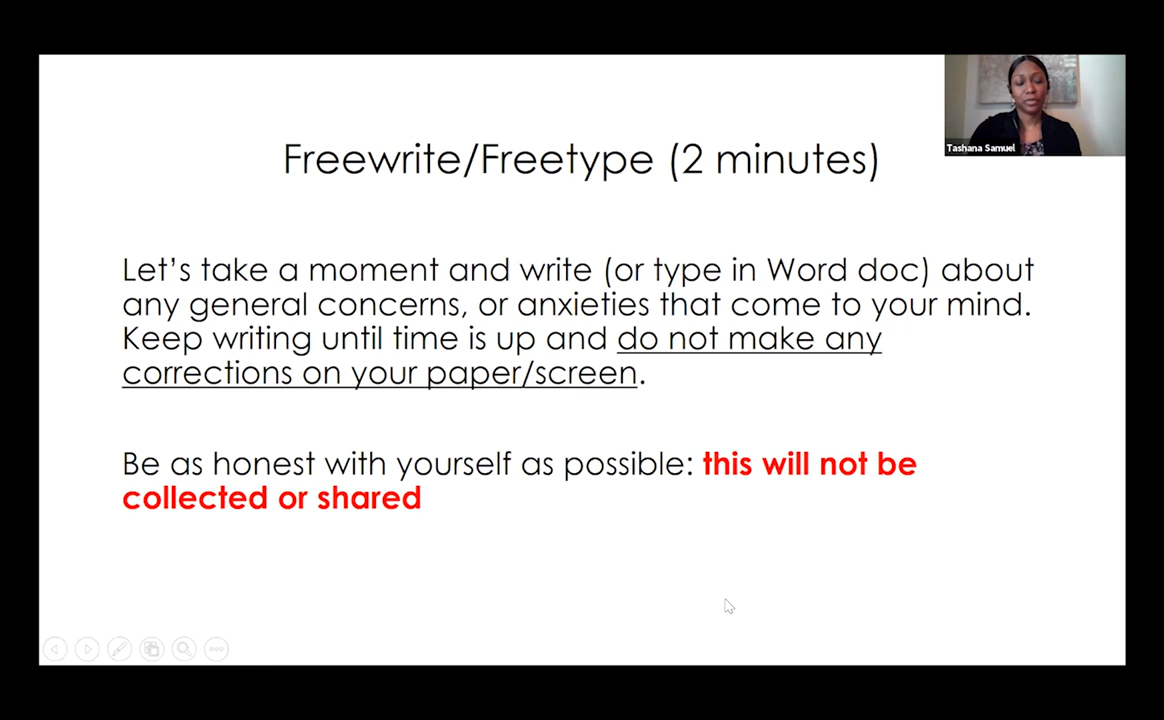 Tashana Samuel
Freewrite/Freetype (2 minutes)
Let’s take a moment and write (or type in Word doc) about
any general concerns, or anxieties that come to your mind.
Keep writing until time is up and do not make any
corrections on your paper/screen.
Be as honest with yourself as possible: this will not be
collected or shared